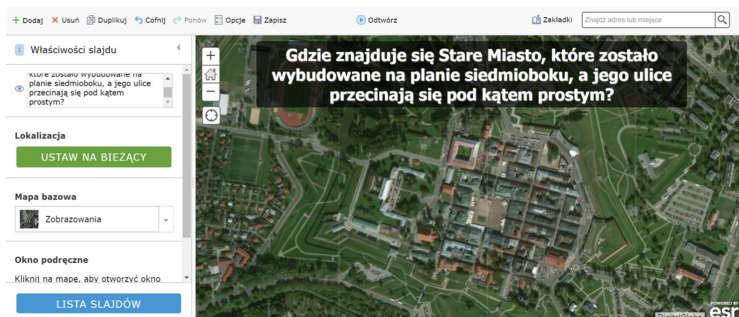 Dodaj Usuń Duplikuj Cofnij Ponów Opcje Zapisz Odtwórz Zakładki Znajdź adres lub miejsce
1 Właściwości slajdu
które zostało wybudowane na
planie siedmioboku, a jego ulice
przecinają się pod kątem
prostym?
Lokalizacja
USTAW NA BIEŻĄCY
Mapa bazowa
Zobrazowania
Okno podręczne
Kliknij na mapę, aby otworzyć okno
LISTA SLAJDÓW
Gdzie znajduje się Stare Miasto, które zostało
wybudowane na planie siedmioboku, a jego ulice
przecinają się pod kątem prostym?
POWERED BY
esri
DigitalGlobe